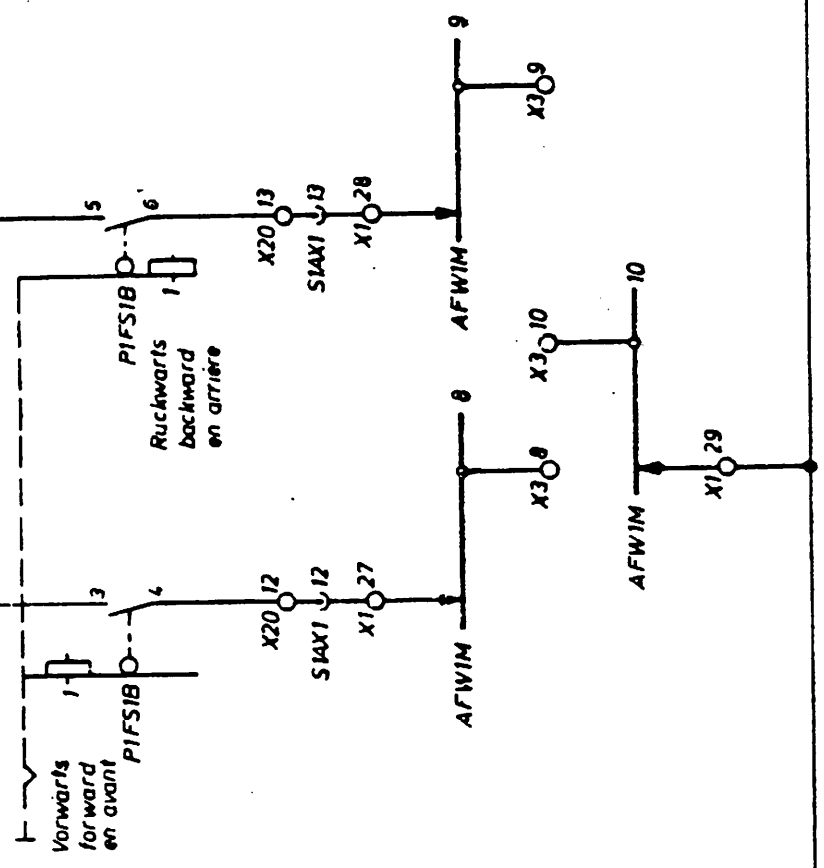 Vorwärts
forward
en avant
P1FS1B
1
3
4
X20 12
S1AX1 12
X1 27
AFW1M 8
X3 8
Ruckwarts
backward
en arriere
P1FS1B
1
5
6
X20 13
S1AX1 13
X1 28
AFW1M 9
X3 9
AFW1M 10
X3 10
X1 29